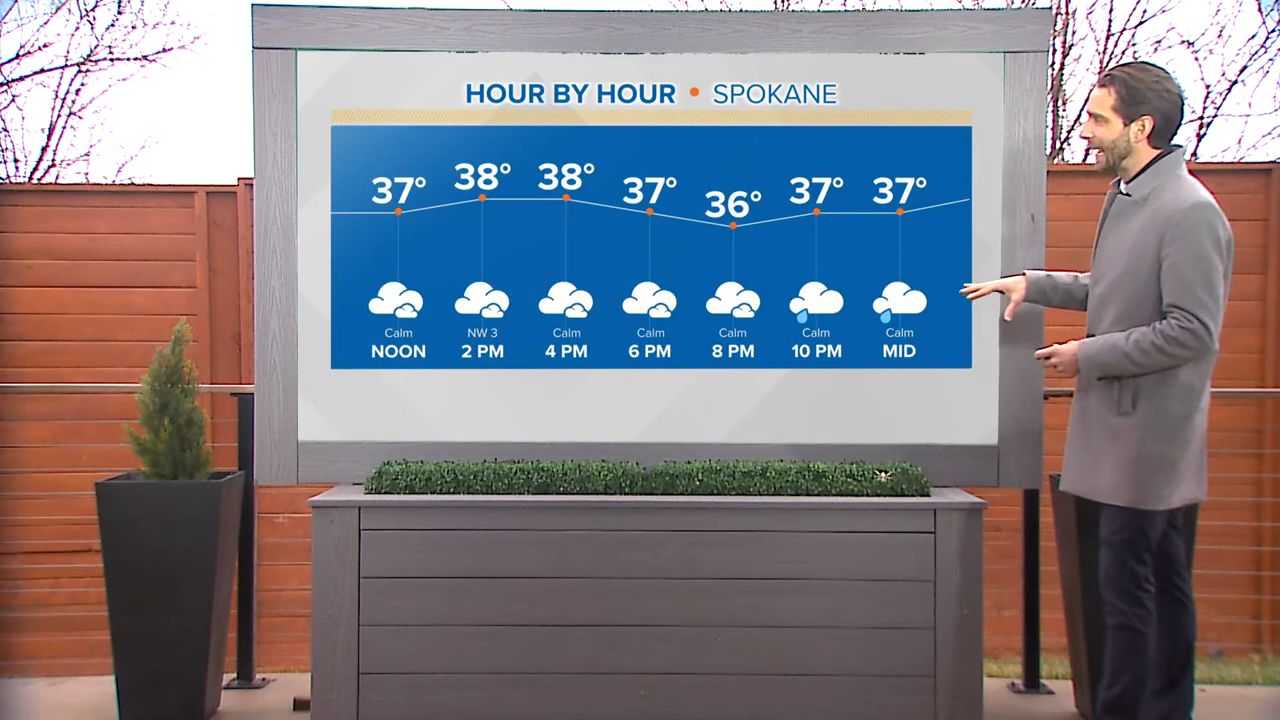 HOUR BY HOUR • SPOKANE
37° 38° 38° 37° 36° 37° 37°
Calm NW 3 Calm Calm Calm Calm Calm
NOON 2 PM 4 PM 6 PM 8 PM 10 PM MID